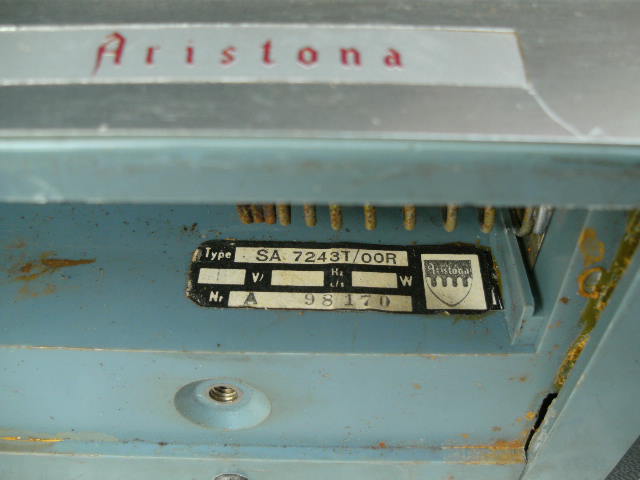 Aristona
Type SA 7243T/00R
V/ Hz c/s W
Nr A 98170
Aristona